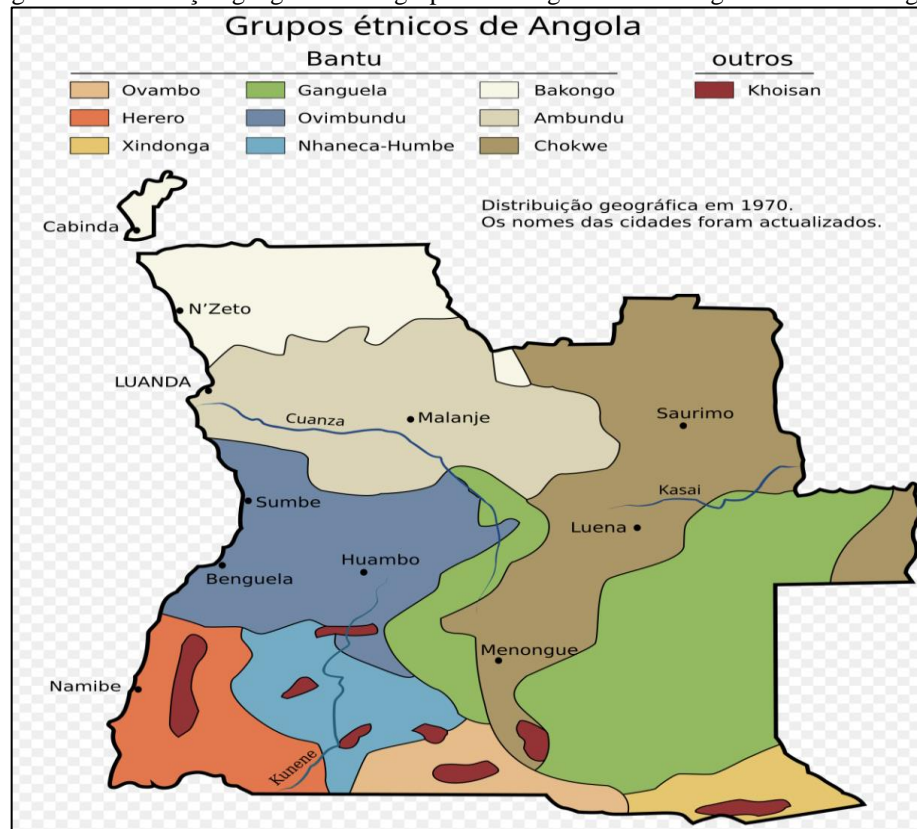 Grupos étnicos de Angola
Bantu
outros
Ovambo
Ganguela
Bakongo
Khoisan
Herero
Ovimbundu
Ambundu
Xindonga
Nhaneca-Humbe
Chokwe
Distribuição geográfica em 1970.
Os nomes das cidades foram actualizados.
Cabinda
N'Zeto
LUANDA
Cuanza
Malanje
Saurimo
Kasai
Sumbe
Luena
Huambo
Benguela
Menongue
Namibe
Kunene